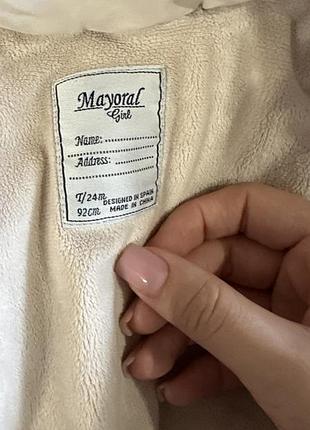 Mayoral
Girl
Name:
Address:
T/24m DESIGNED IN SPAIN
92cm MADE IN CHINA